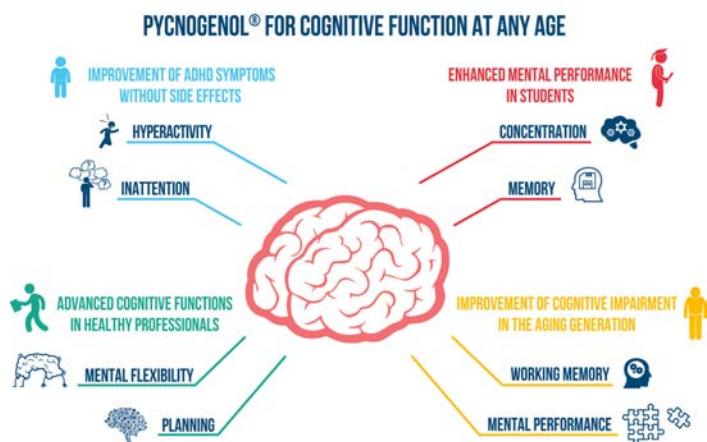 PYCNOGENOL® FOR COGNITIVE FUNCTION AT ANY AGE
IMPROVEMENT OF ADHD SYMPTOMS
WITHOUT SIDE EFFECTS
HYPERACTIVITY
INATTENTION
ENHANCED MENTAL PERFORMANCE
IN STUDENTS
CONCENTRATION
MEMORY
ADVANCED COGNITIVE FUNCTIONS
IN HEALTHY PROFESSIONALS
MENTAL FLEXIBILITY
PLANNING
IMPROVEMENT OF COGNITIVE IMPAIRMENT
IN THE AGING GENERATION
WORKING MEMORY
MENTAL PERFORMANCE